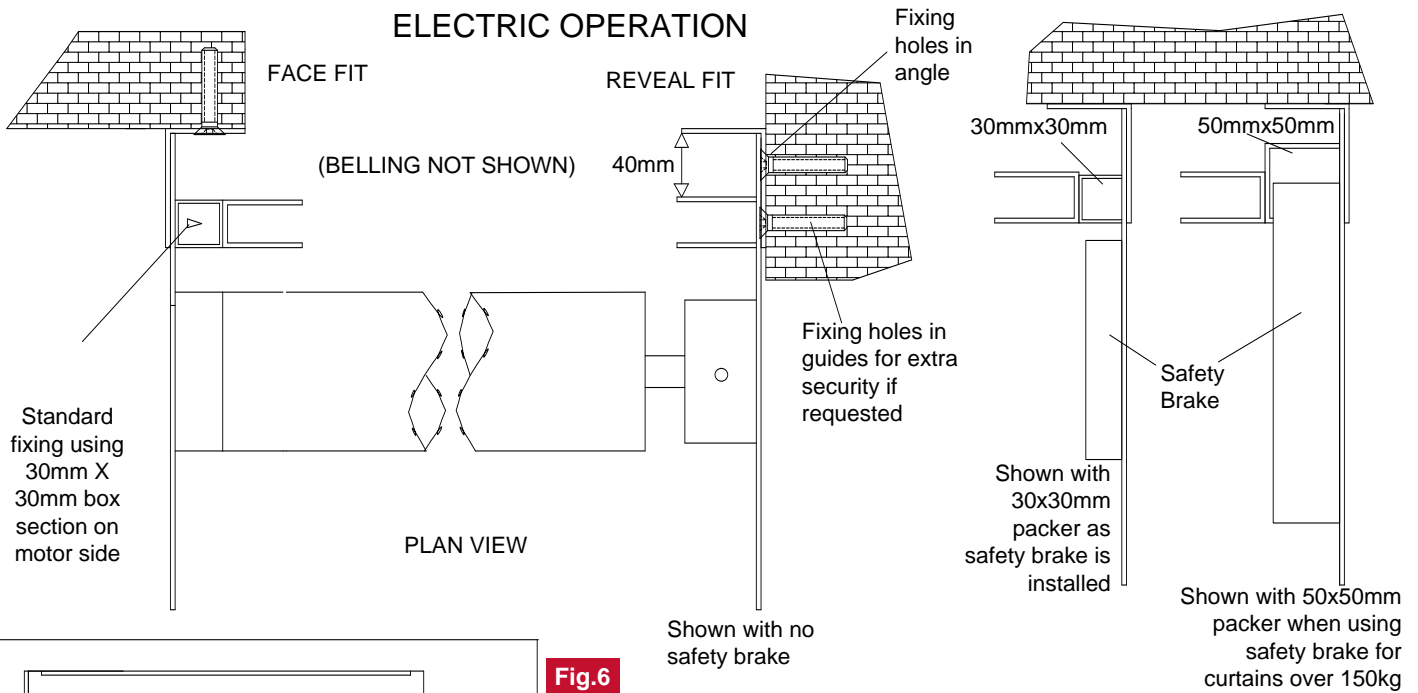 ELECTRIC OPERATION
FACE FIT
REVEAL FIT
Fixing
holes in
angle
(BELLING NOT SHOWN)
40mm
30mmx30mm
50mmx50mm
Standard
fixing using
30mm X
30mm box
section on
motor side
Fixing holes in
guides for extra
security if
requested
Safety
Brake
PLAN VIEW
Shown with no
safety brake
Shown with
30x30mm
packer as
safety brake is
installed
Shown with 50x50mm
packer when using
safety brake for
curtains over 150kg
Fig.6